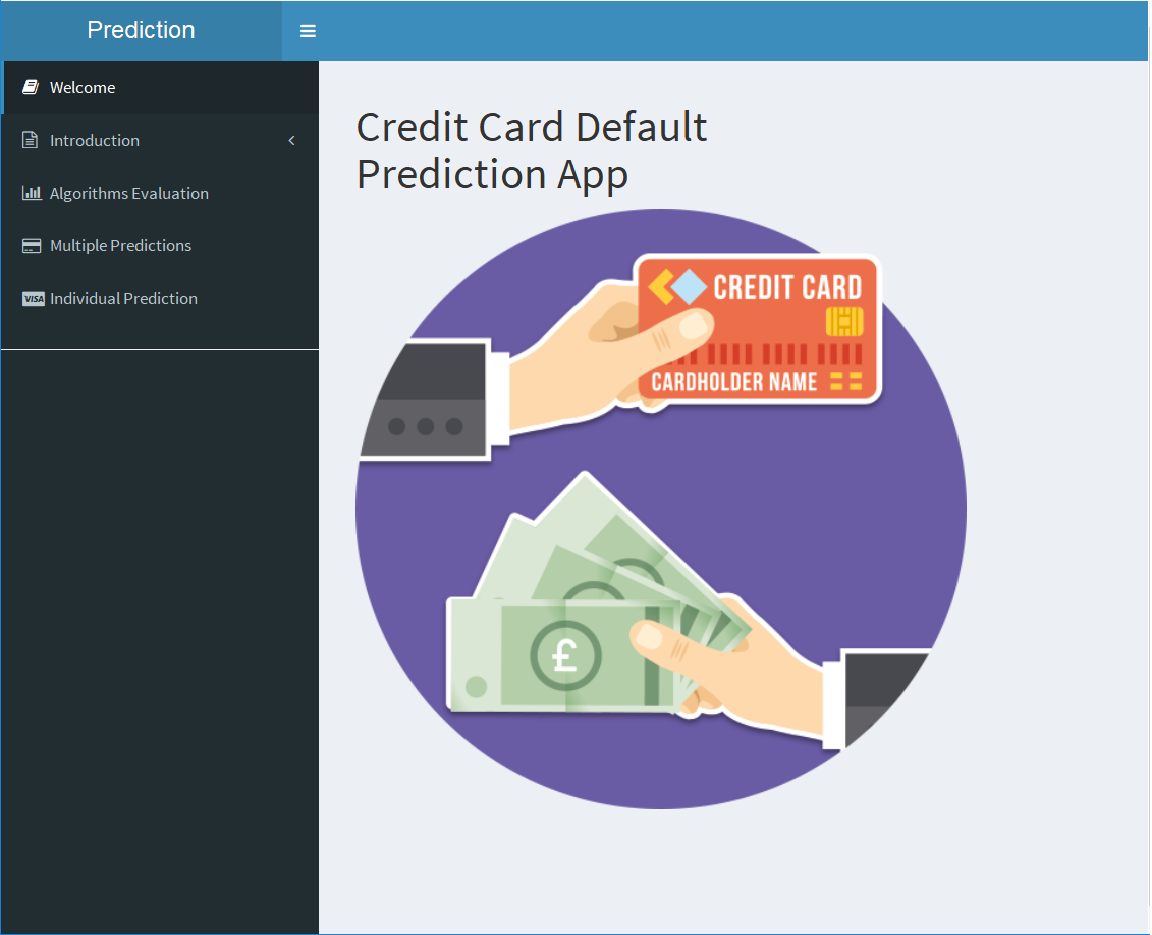 Prediction
Welcome
Introduction
Algorithms Evaluation
Multiple Predictions
VISA Individual Prediction
Credit Card Default
Prediction App
CREDIT CARD
CARDHOLDER NAME
£